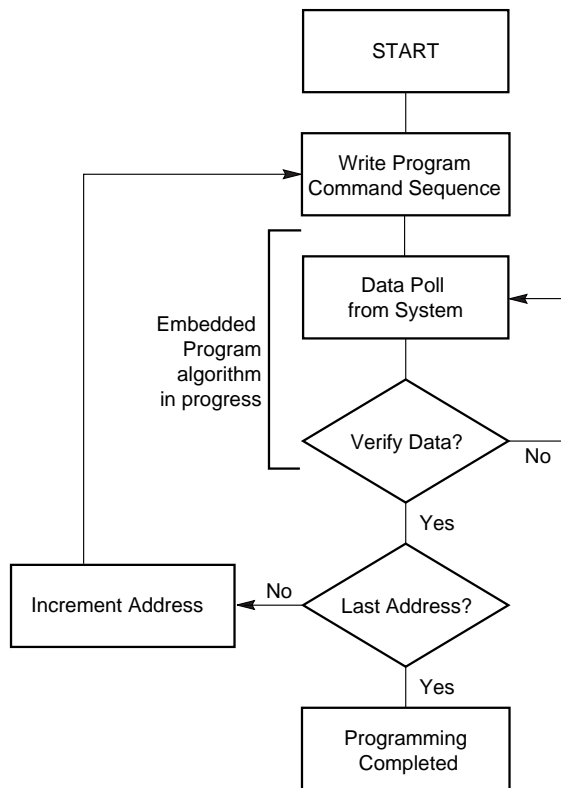 START
Write Program
Command Sequence
Data Poll
from System
Embedded
Program
algorithm
in progress
Verify Data?
No
Yes
No
Increment Address
Last Address?
Yes
Programming
Completed